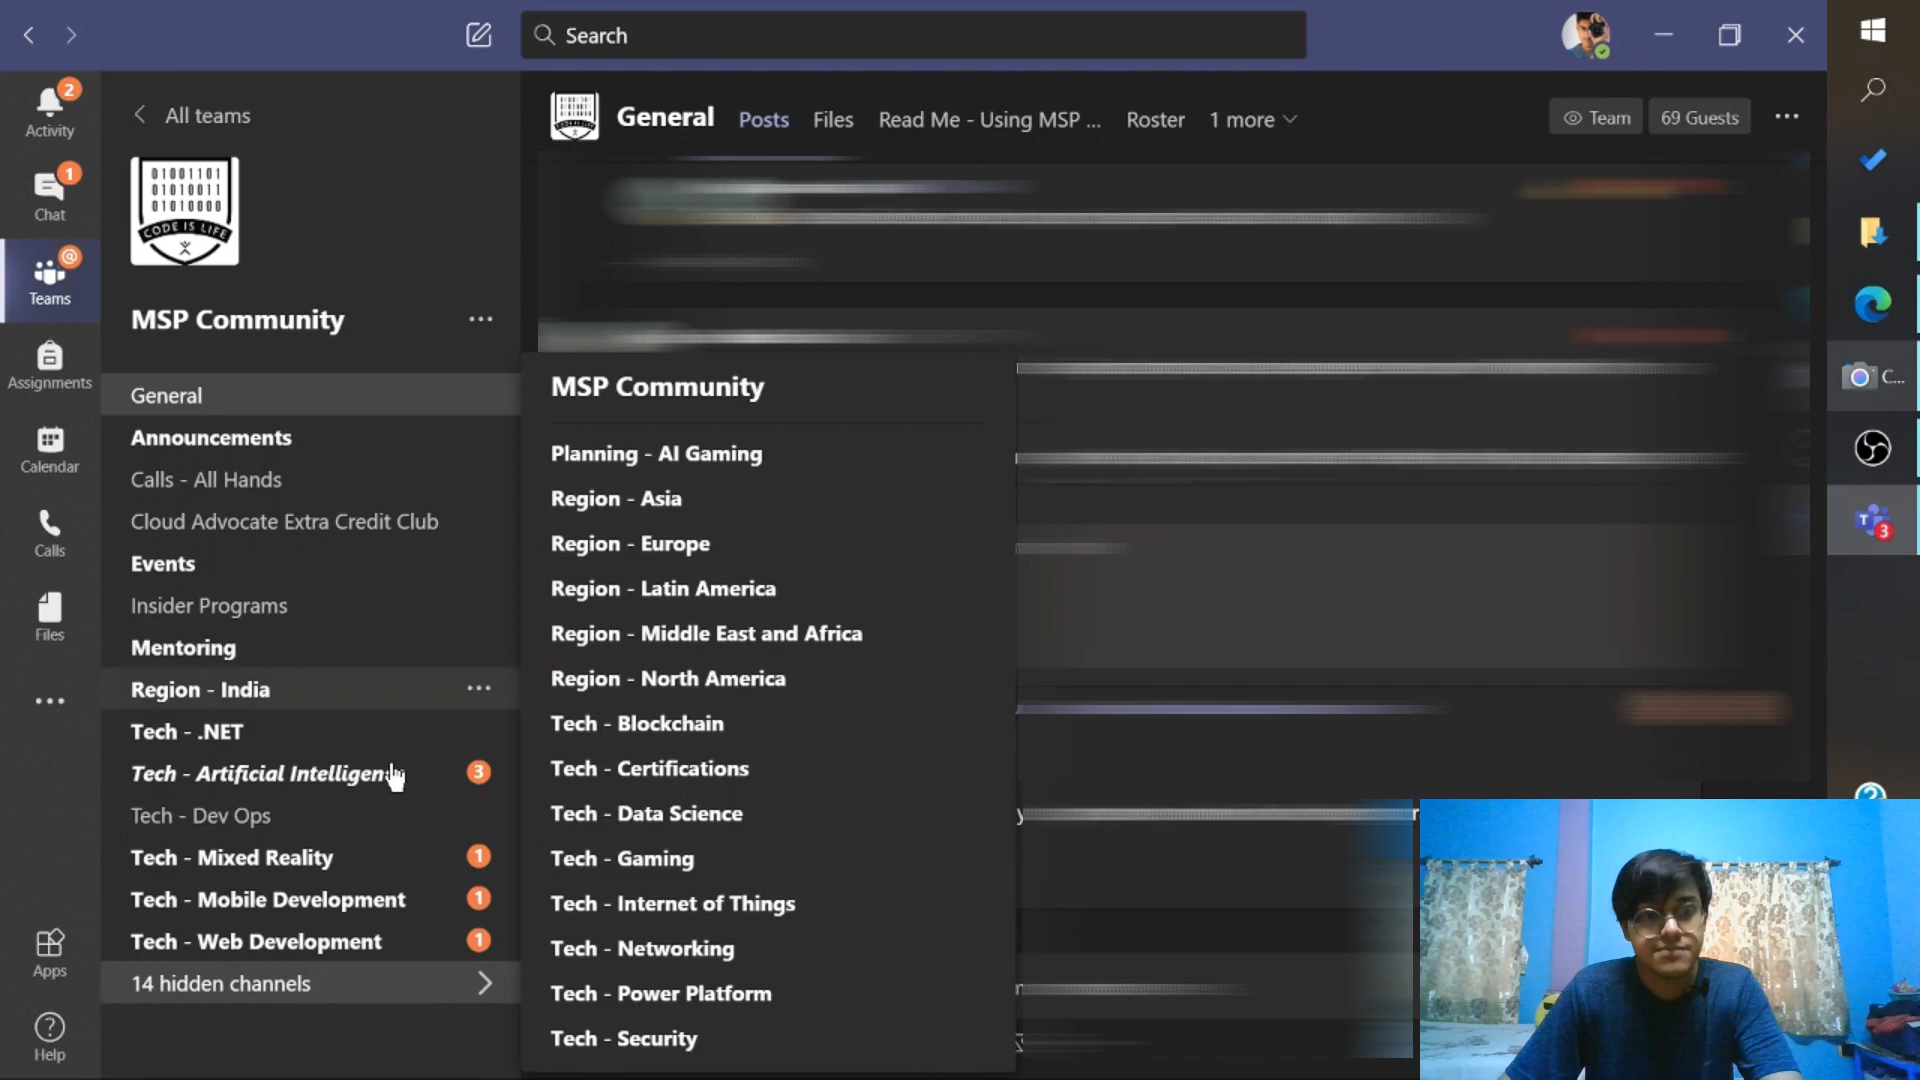 Search
2
Activity
1
Chat
@
Teams
Assignments
Calendar
Calls
Files
Apps
Help
All teams
01001101
01010011
01010000
CODE IS LIFE
MSP Community
General
Announcements
Calls - All Hands
Cloud Advocate Extra Credit Club
Events
Insider Programs
Mentoring
Region - India
Tech - .NET
Tech - Artificial Intelligen 3
Tech - Dev Ops
Tech - Mixed Reality 1
Tech - Mobile Development 1
Tech - Web Development 1
14 hidden channels
General Posts Files Read Me - Using MSP ... Roster 1 more Team 69 Guests
MSP Community
Planning - AI Gaming
Region - Asia
Region - Europe
Region - Latin America
Region - Middle East and Africa
Region - North America
Tech - Blockchain
Tech - Certifications
Tech - Data Science
Tech - Gaming
Tech - Internet of Things
Tech - Networking
Tech - Power Platform
Tech - Security
C...
T 3